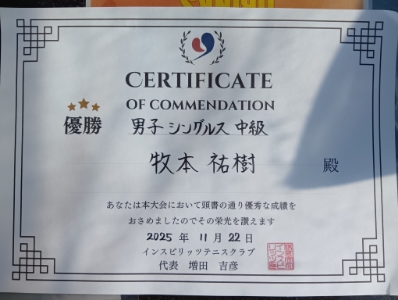 CERTIFICATE
OF COMMENDATION
優勝 男子 シングルス 中級
牧本 祐樹 殿
あなたは本大会において頭書の通り優秀な成績を
おさめましたのでその栄光を讃えます
2025 年 11 月 22 日
インスピリッツテニスクラブ
代表 増田 吉彦